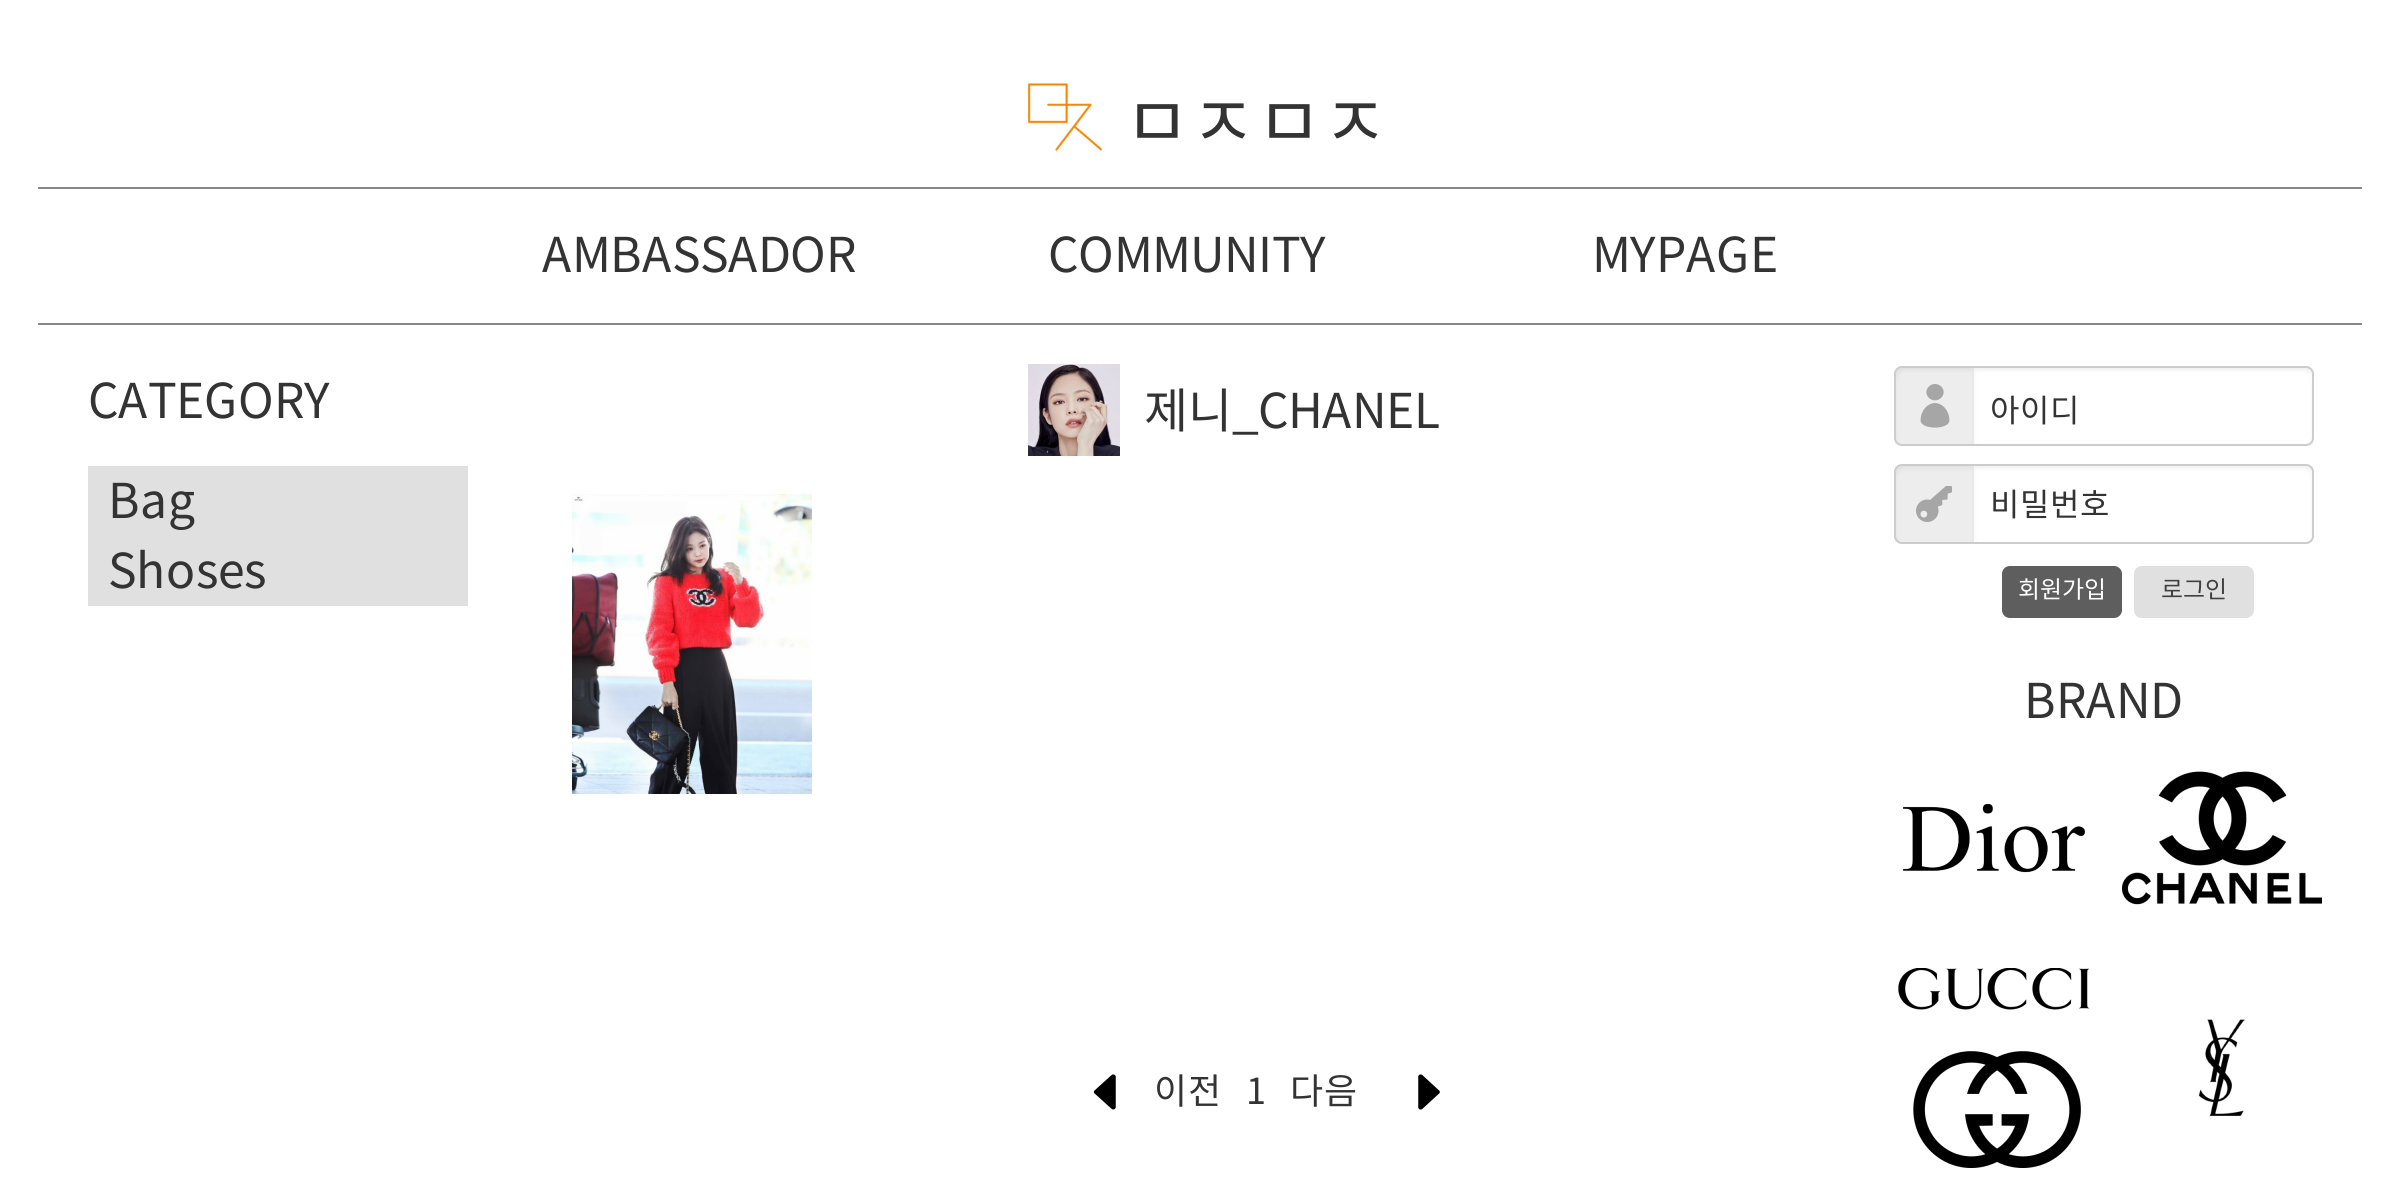 ㅁㅈㅁㅈ
AMBASSADOR COMMUNITY MYPAGE
CATEGORY
Bag
Shoses
제니_CHANEL
아이디
비밀번호
회원가입 로그인
BRAND
Dior
CHANEL
GUCCI
YSL
이전 1 다음